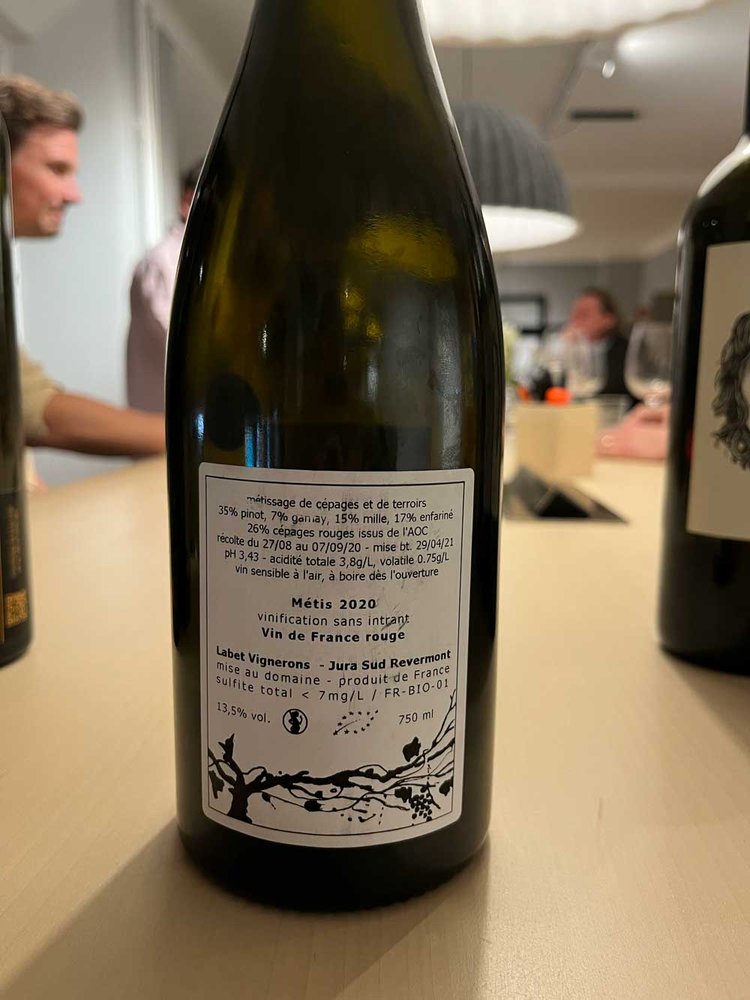 métissage de cépages et de terroirs
35% pinot, 7% gamay, 15% mille, 17% enfariné
26% cépages rouges issus de l'AOC
récolte du 27/08 au 07/09/20 - mise bt. 29/04/21
pH 3,43 - acidité totale 3,8g/L, volatile 0.75g/L
vin sensible à l'air, à boire dès l'ouverture
Métis 2020
vinification sans intrant
Vin de France rouge
Labet Vignerons - Jura Sud Revermont
mise au domaine - produit de France
sulfite total < 7mg/L / FR-BIO-01
13,5% vol.
750 ml